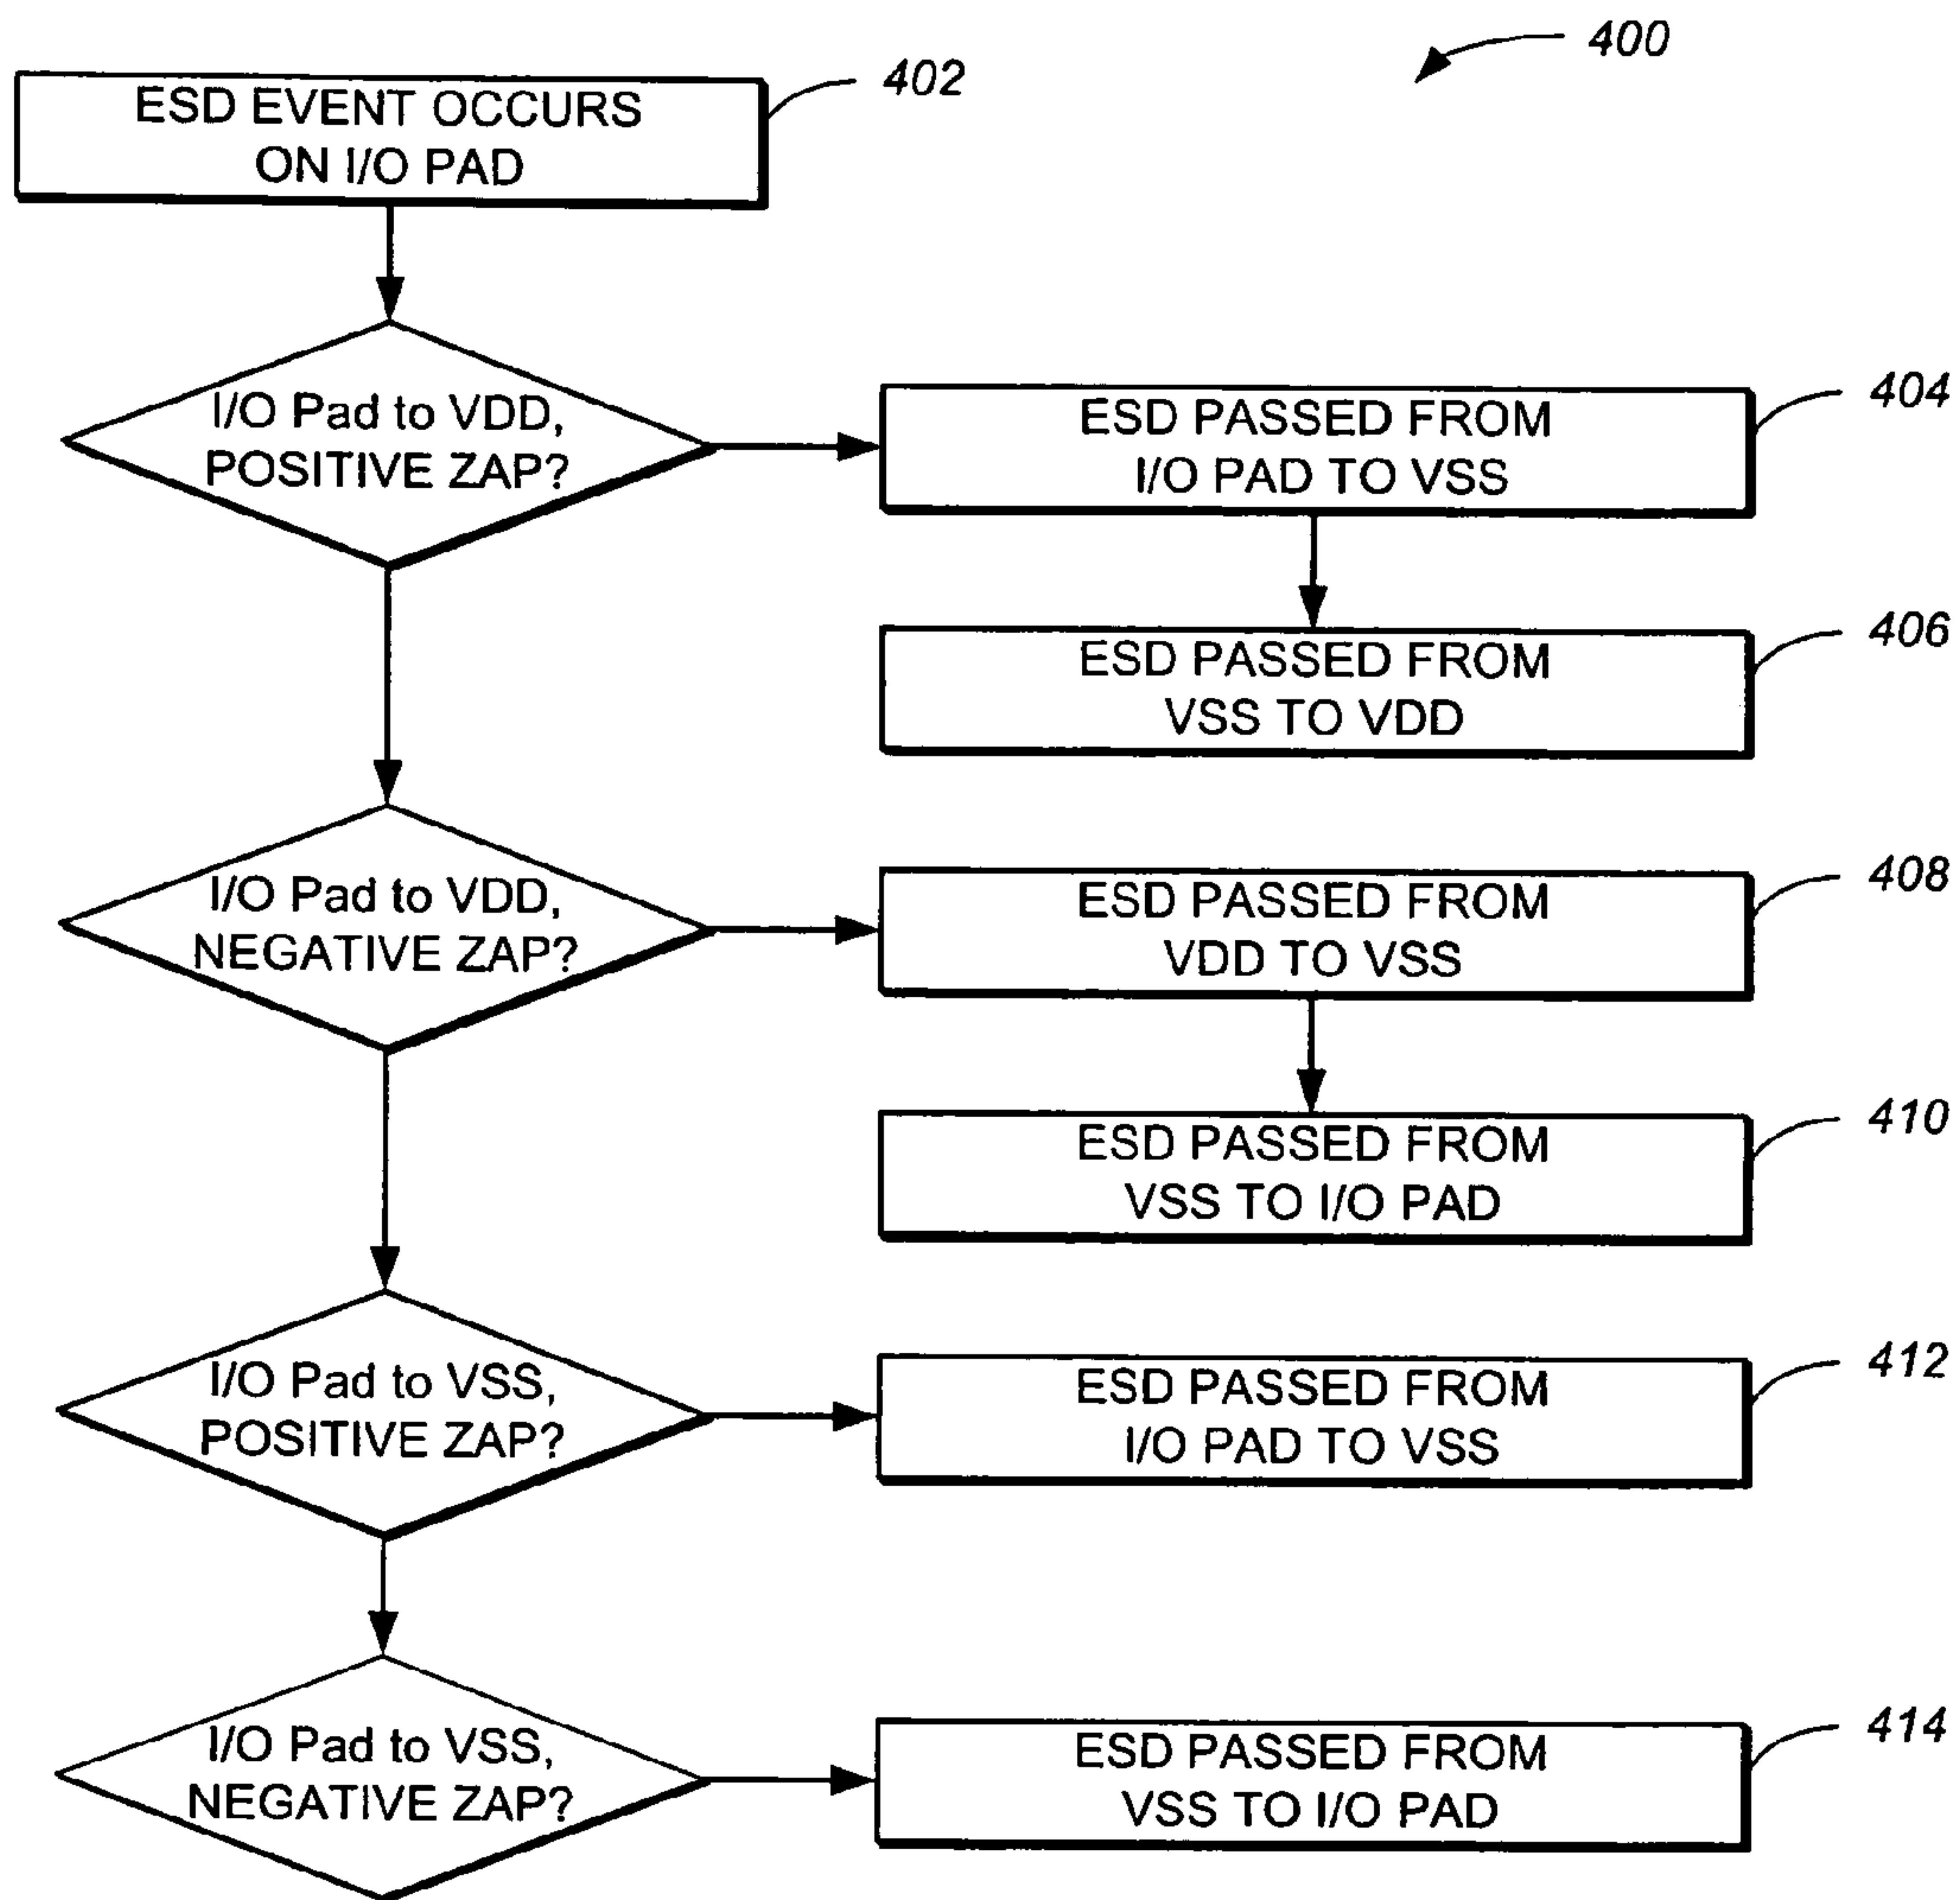 400
402
ESD EVENT OCCURS
ON I/O PAD
I/O Pad to VDD,
POSITIVE ZAP?
404
ESD PASSED FROM
I/O PAD TO VSS
406
ESD PASSED FROM
VSS TO VDD
I/O Pad to VDD,
NEGATIVE ZAP?
408
ESD PASSED FROM
VDD TO VSS
410
ESD PASSED FROM
VSS TO I/O PAD
I/O Pad to VSS,
POSITIVE ZAP?
412
ESD PASSED FROM
I/O PAD TO VSS
I/O Pad to VSS,
NEGATIVE ZAP?
414
ESD PASSED FROM
VSS TO I/O PAD